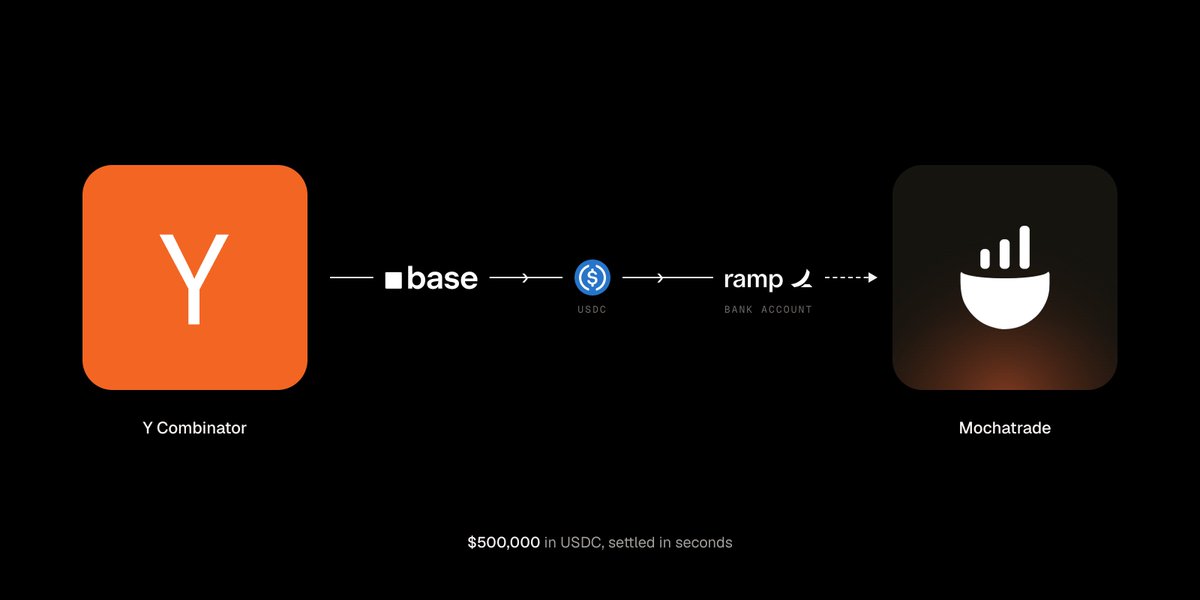 Y
base
USDC
ramp
BANK ACCOUNT
Y Combinator
Mochatrade
$500,000 in USDC, settled in seconds